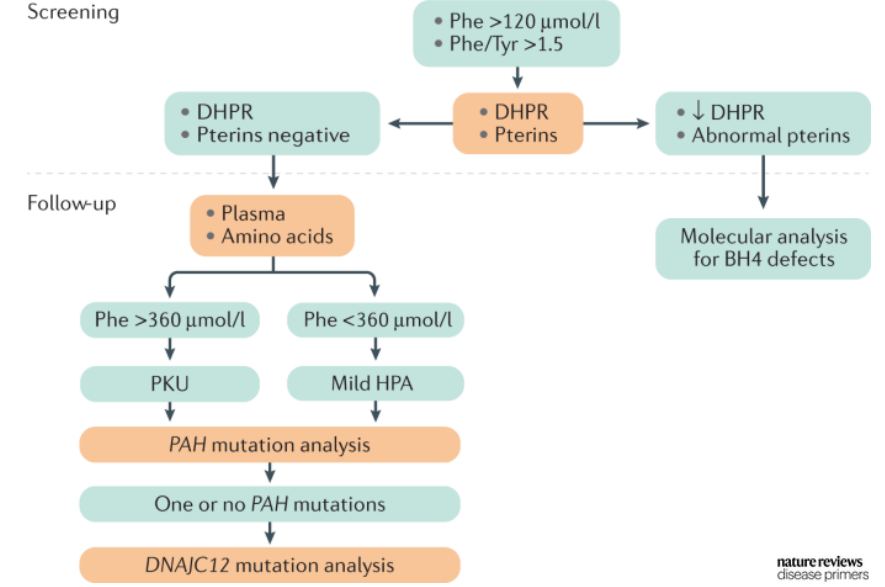 Screening
• Phe >120 μmol/l
• Phe/Tyr >1.5
• DHPR
• Pterins negative
• DHPR
• Pterins
• ↓ DHPR
• Abnormal pterins
Follow-up
• Plasma
• Amino acids
Molecular analysis
for BH4 defects
Phe >360 μmol/l
Phe <360 μmol/l
PKU
Mild HPA
PAH mutation analysis
One or no PAH mutations
DNAJC12 mutation analysis
nature reviews
disease primers